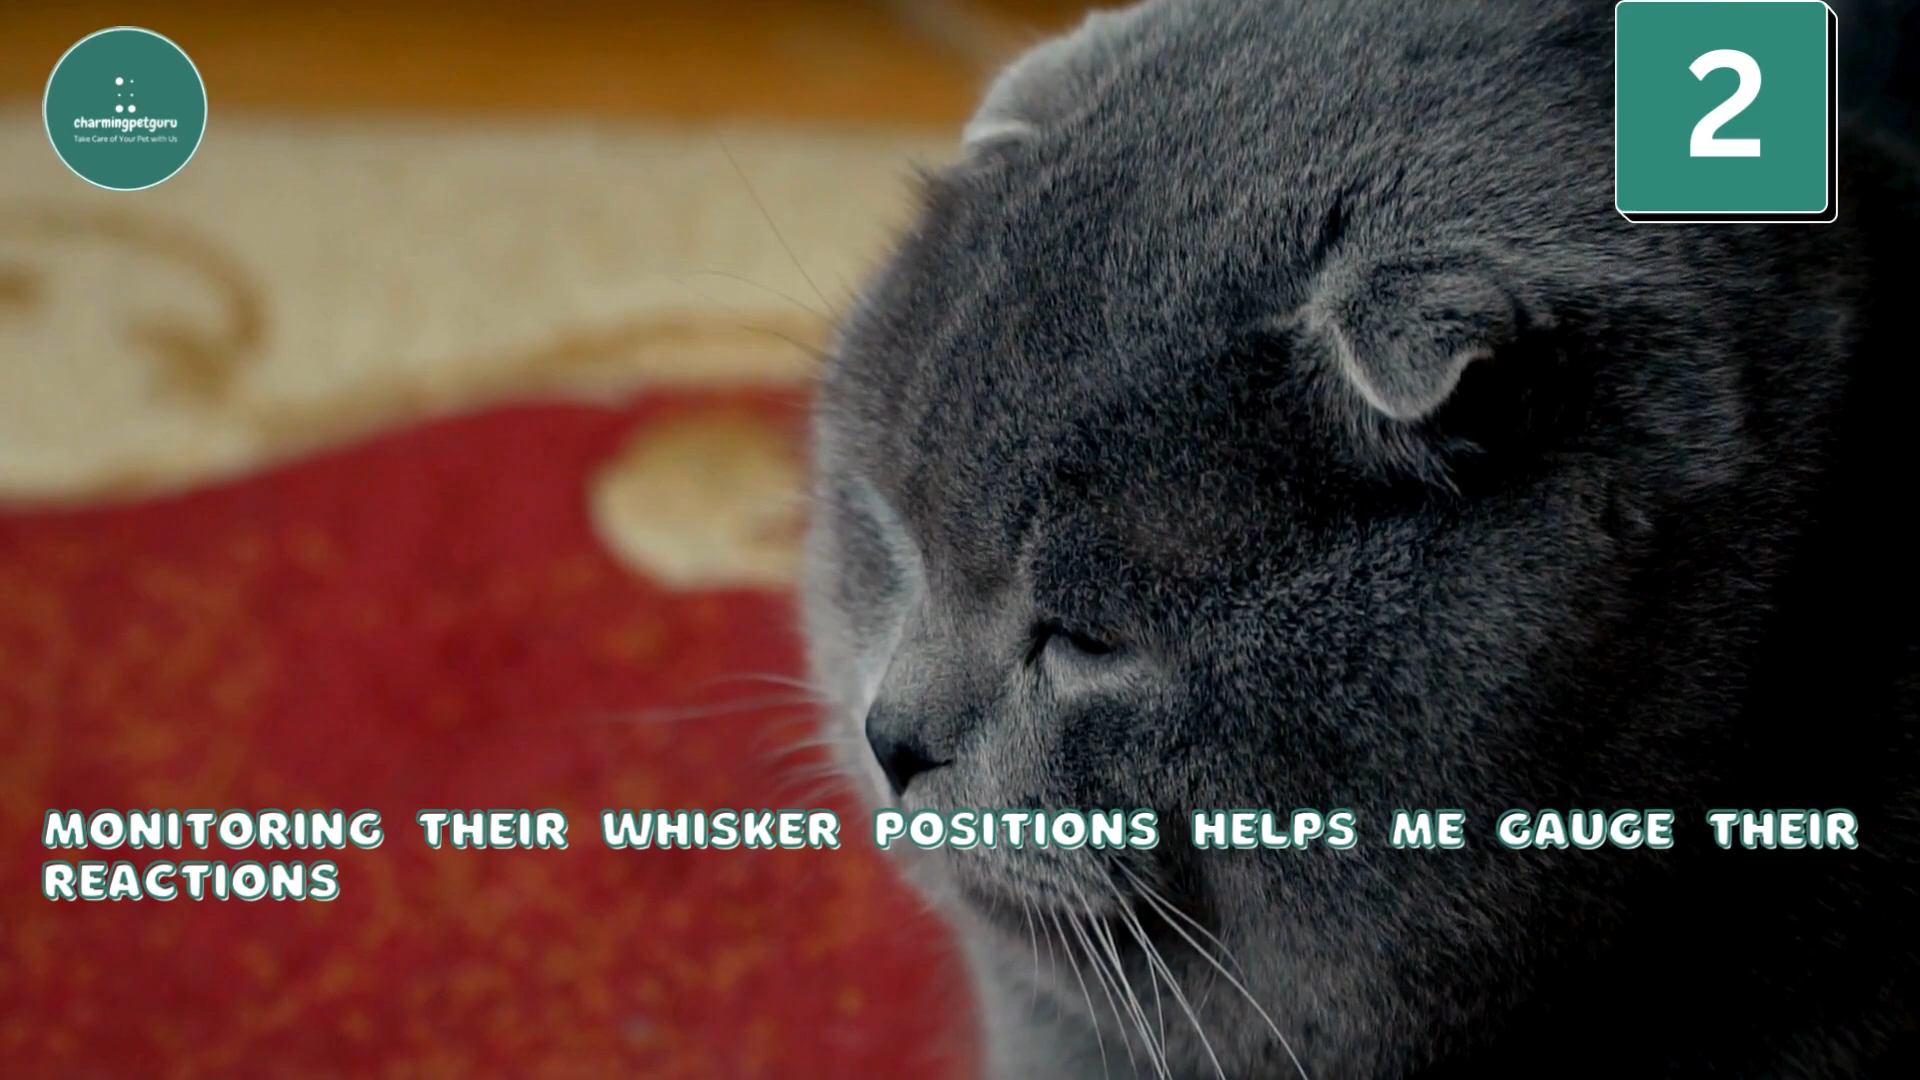 charmingpetguru
Take Care of Your Pet with Us
2
MONITORING THEIR WHISKER POSITIONS HELPS ME GAUGE THEIR
REACTIONS